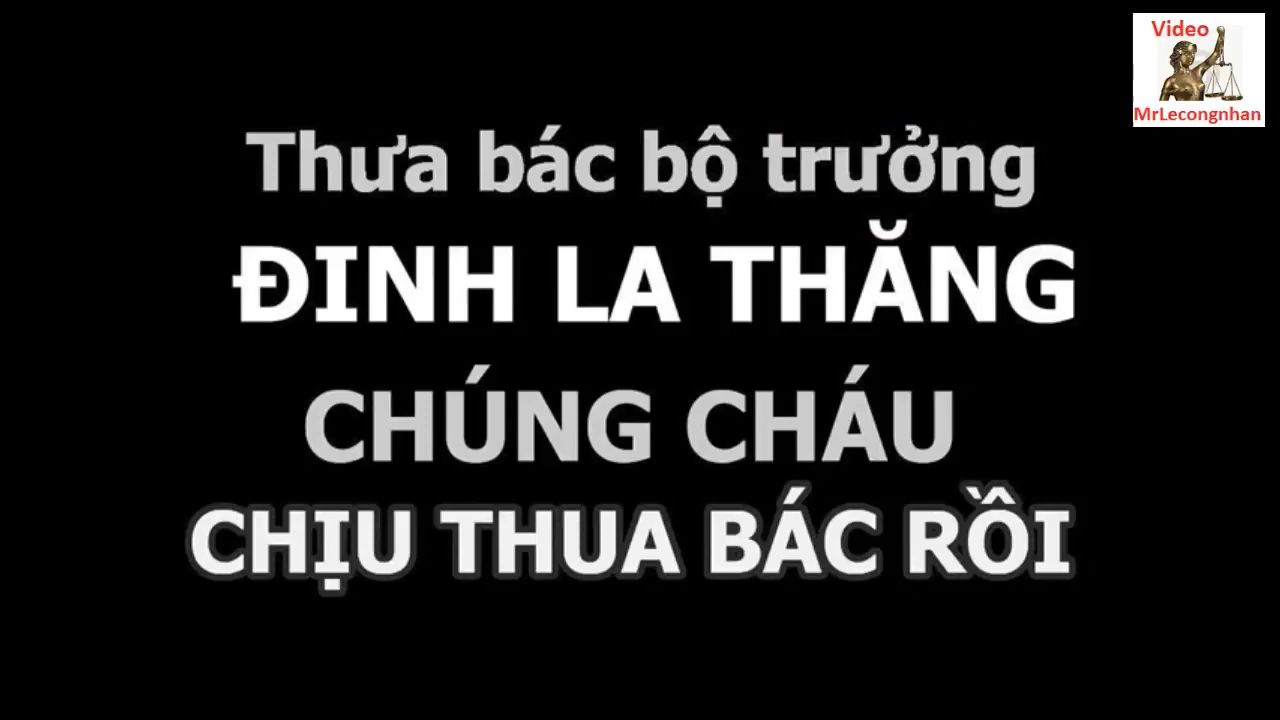 Video
MrLecongnhan
Thưa bác bộ trưởng
ĐINH LA THĂNG
CHÚNG CHÁU
CHỊU THUA BÁC RỒI